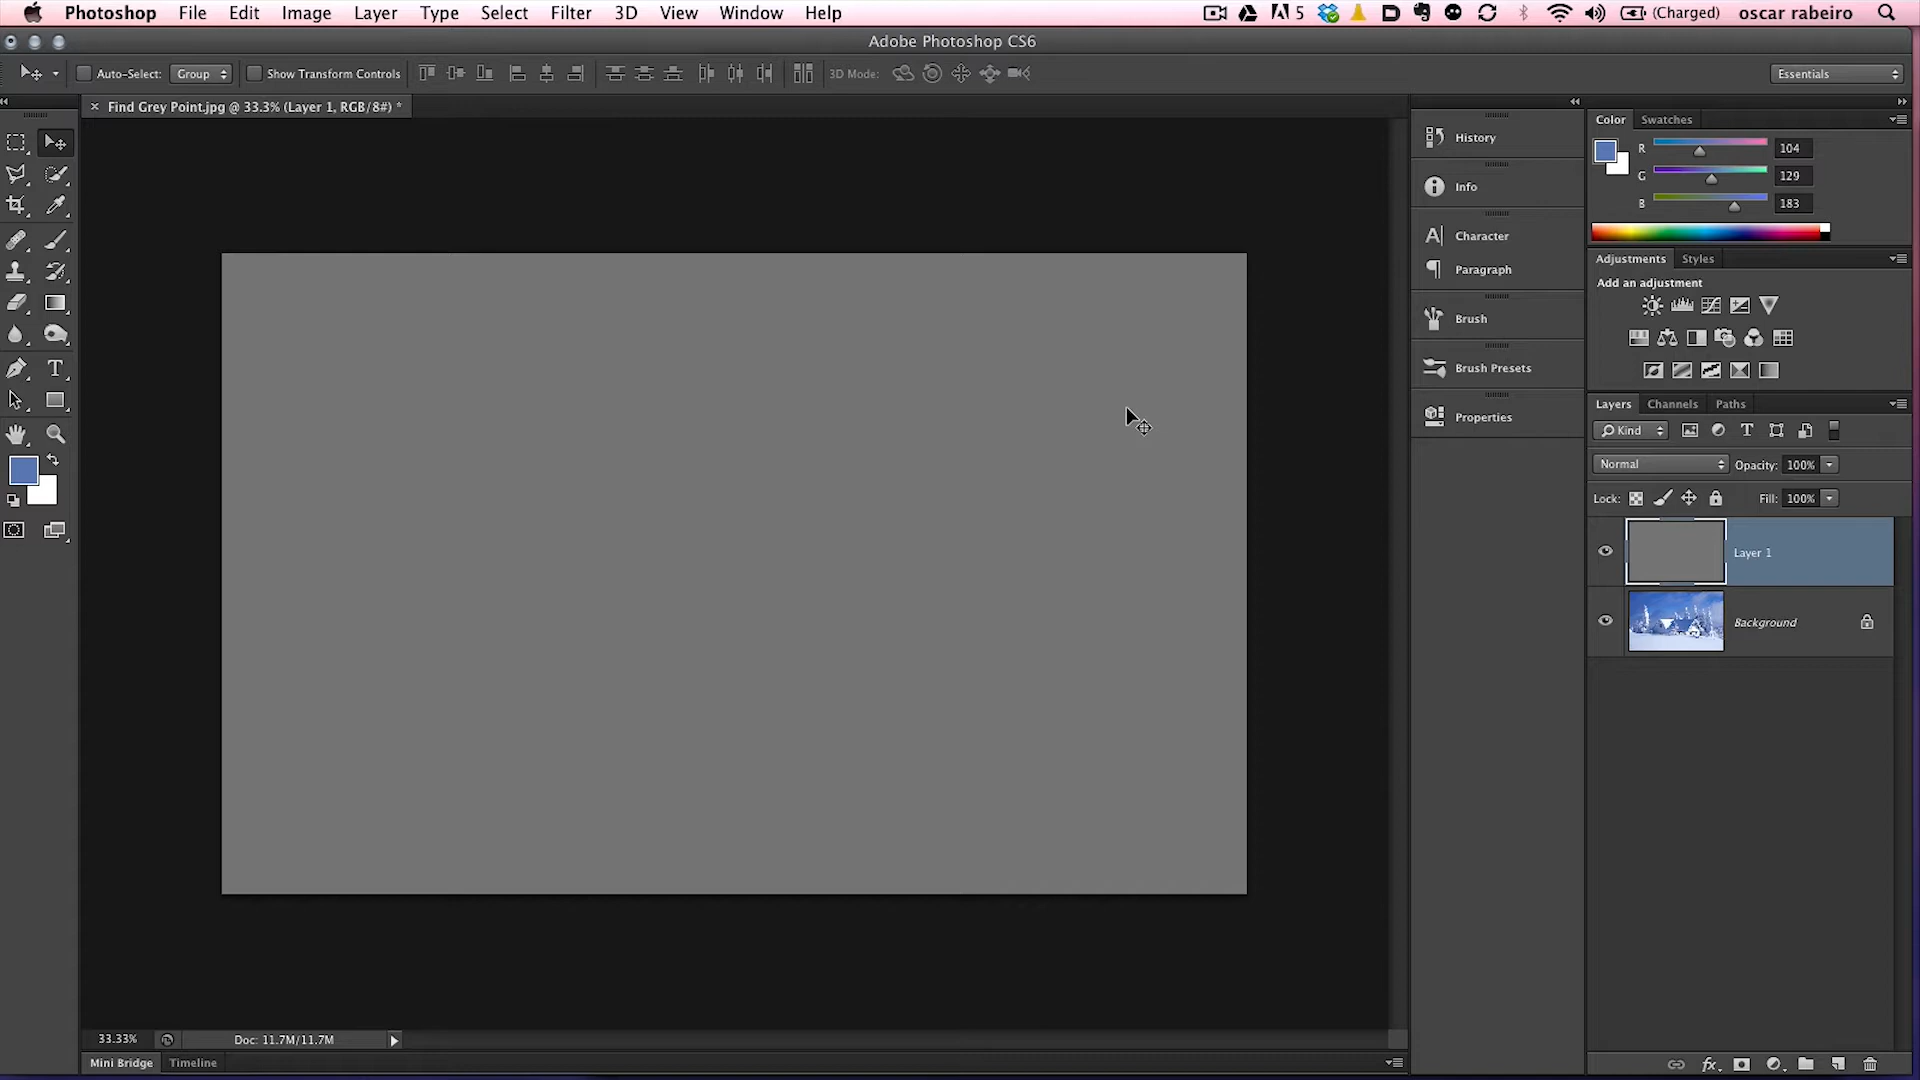 Photoshop File Edit Image Layer Type Select Filter 3D View Window Help 5 (Charged) oscar rabeiro
Adobe Photoshop CS6
Auto-Select: Group Show Transform Controls 3D Mode: Essentials
× Find Grey Point.jpg @ 33.3% (Layer 1, RGB/8#) *
History
Info
Character
Paragraph
Brush
Brush Presets
Properties
Color Swatches
R 104
G 129
B 183
Adjustments Styles
Add an adjustment
Layers Channels Paths
Kind
Normal Opacity: 100%
Lock: Fill: 100%
Layer 1
Background
33.33% Doc: 11.7M/11.7M
Mini Bridge Timeline